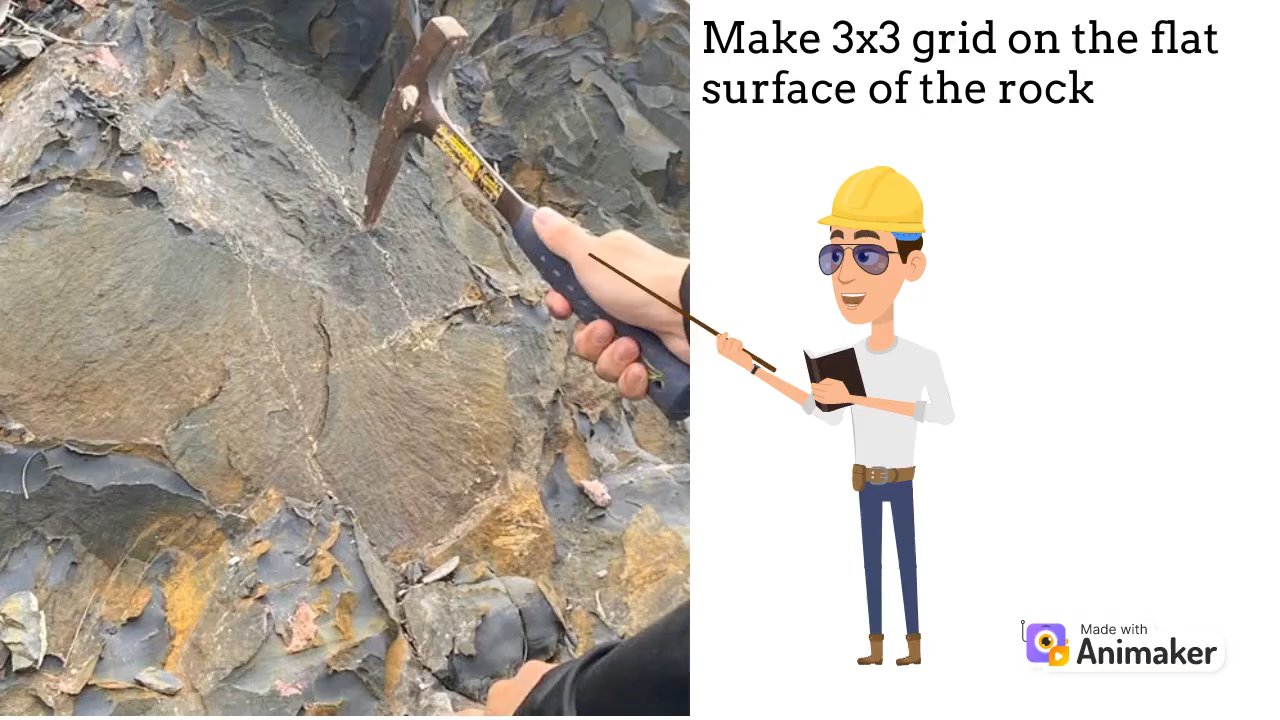 Make 3x3 grid on the flat
surface of the rock
Made with
Animaker